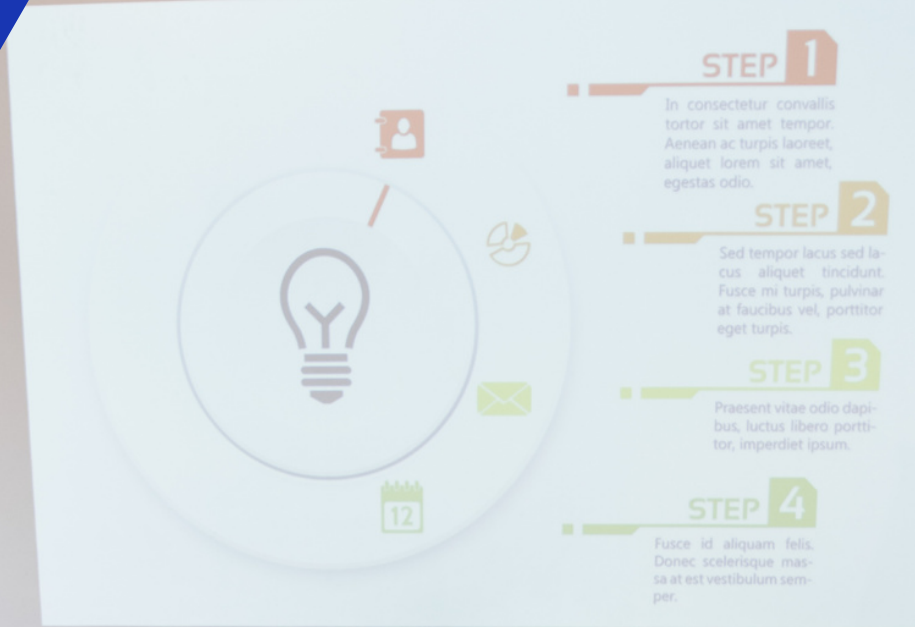 STEP 1
In consectetur convallis
tortor sit amet tempor.
Aenean ac turpis laoreet,
aliquet lorem sit amet,
egestas odio.
STEP 2
Sed tempor lacus sed la-
cus aliquet tincidunt.
Fusce mi turpis, pulvinar
at faucibus vel, porttitor
eget turpis.
STEP 3
Praesent vitae odio dapi-
bus, luctus libero portti-
tor, imperdiet ipsum.
12
STEP 4
Fusce id aliquam felis.
Donec scelerisque mas-
sa at est vestibulum sem-
per.